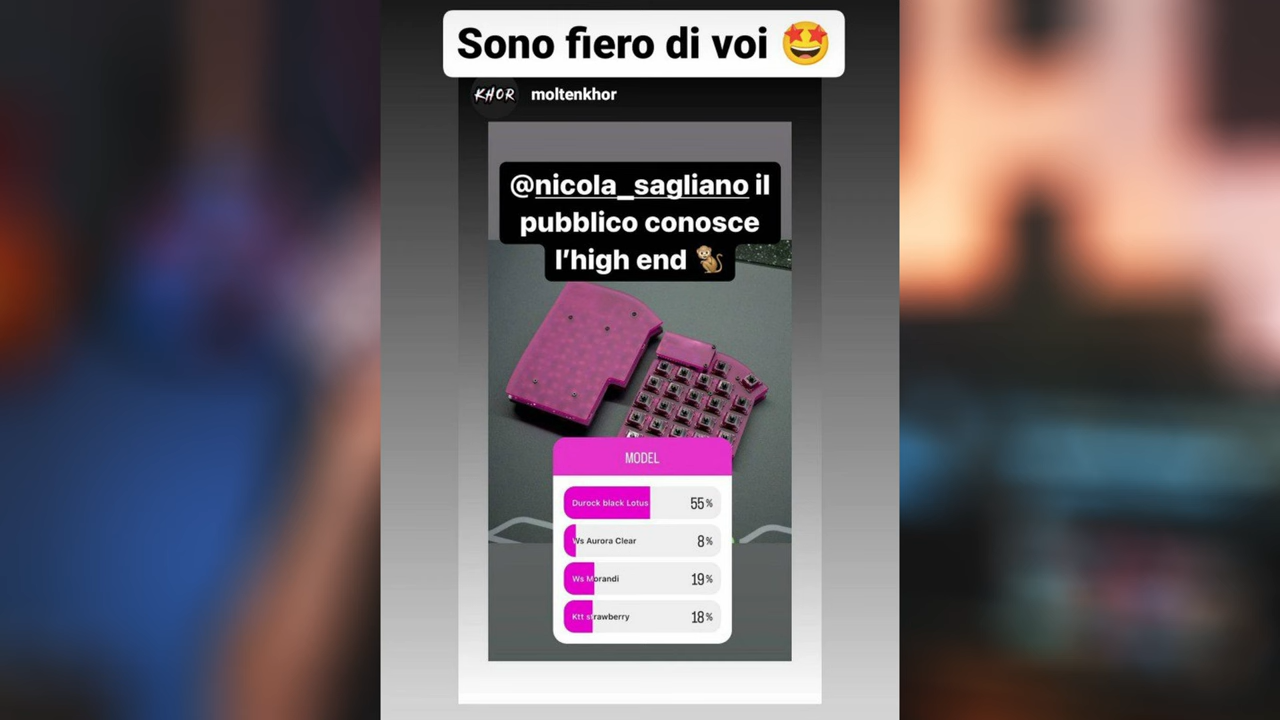 Sono fiero di voi 🤩
KHOR moltenkhor
@nicola_sagliano il
pubblico conosce
l'high end 🐒
MODEL
Durock black Lotus 55%
Ws Aurora Clear 8%
Ws Morandi 19%
Ktt strawberry 18%